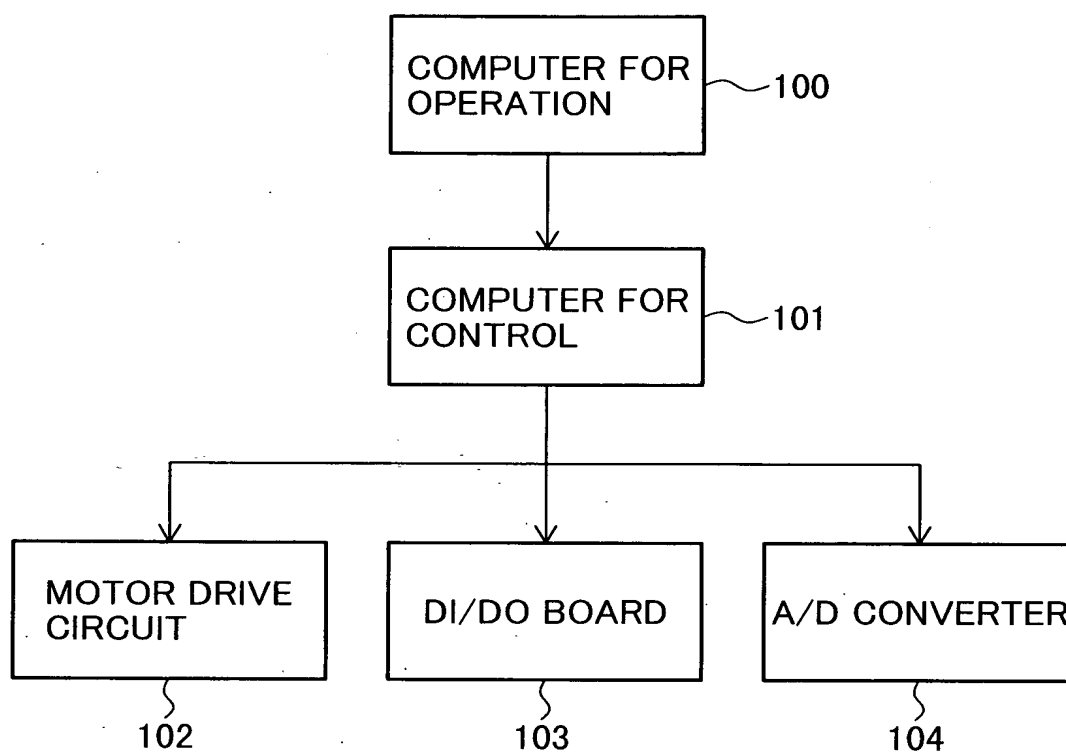 COMPUTER FOR
OPERATION
100
COMPUTER FOR
CONTROL
101
MOTOR DRIVE
CIRCUIT
DI/DO BOARD
A/D CONVERTER
102
103
104